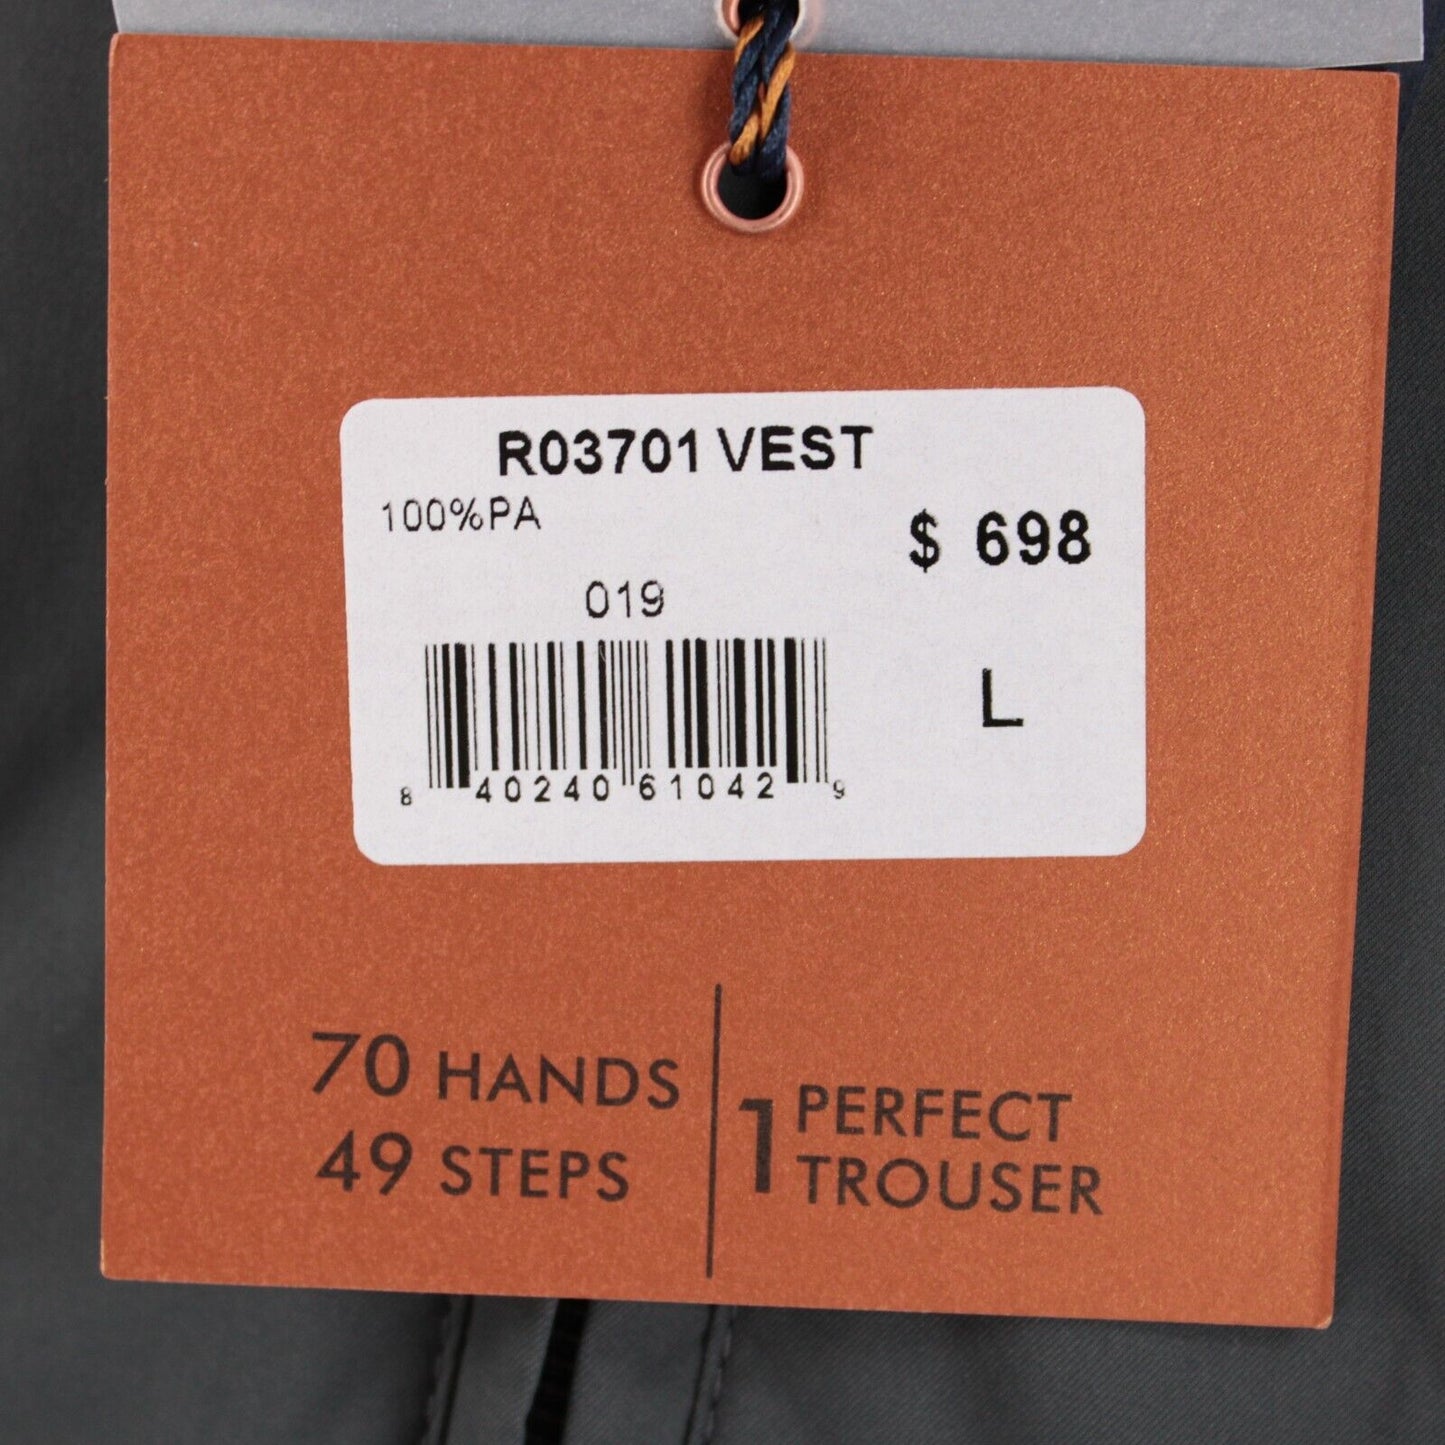 R03701 VEST
100%PA
$ 698
019
L
8 40240 61042 9
70 HANDS
49 STEPS
1 PERFECT
TROUSER